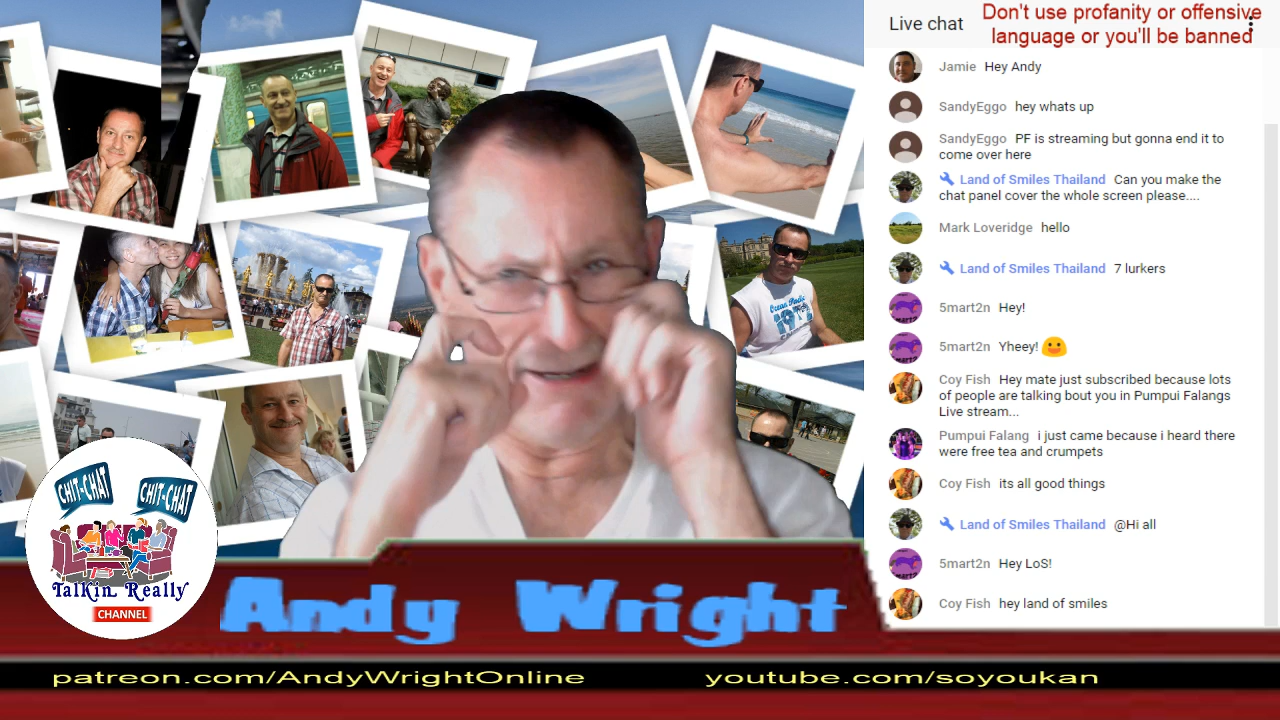 Live chat
Don't use profanity or offensive
language or you'll be banned
Jamie Hey Andy
SandyEggo hey whats up
SandyEggo PF is streaming but gonna end it to
come over here
Land of Smiles Thailand Can you make the
chat panel cover the whole screen please....
Mark Loveridge hello
Land of Smiles Thailand 7 lurkers
5mart2n Hey!
5mart2n Yheey!
Coy Fish Hey mate just subscribed because lots
of people are talking bout you in Pumpui Falangs
Live stream...
Pumpui Falang i just came because i heard there
were free tea and crumpets
Coy Fish its all good things
Land of Smiles Thailand @Hi all
5mart2n Hey LoS!
Coy Fish hey land of smiles
CHIT-CHAT
CHIT-CHAT
Talkin Really
CHANNEL
Andy Wright
patreon.com/AndyWrightOnline
youtube.com/soyoukan